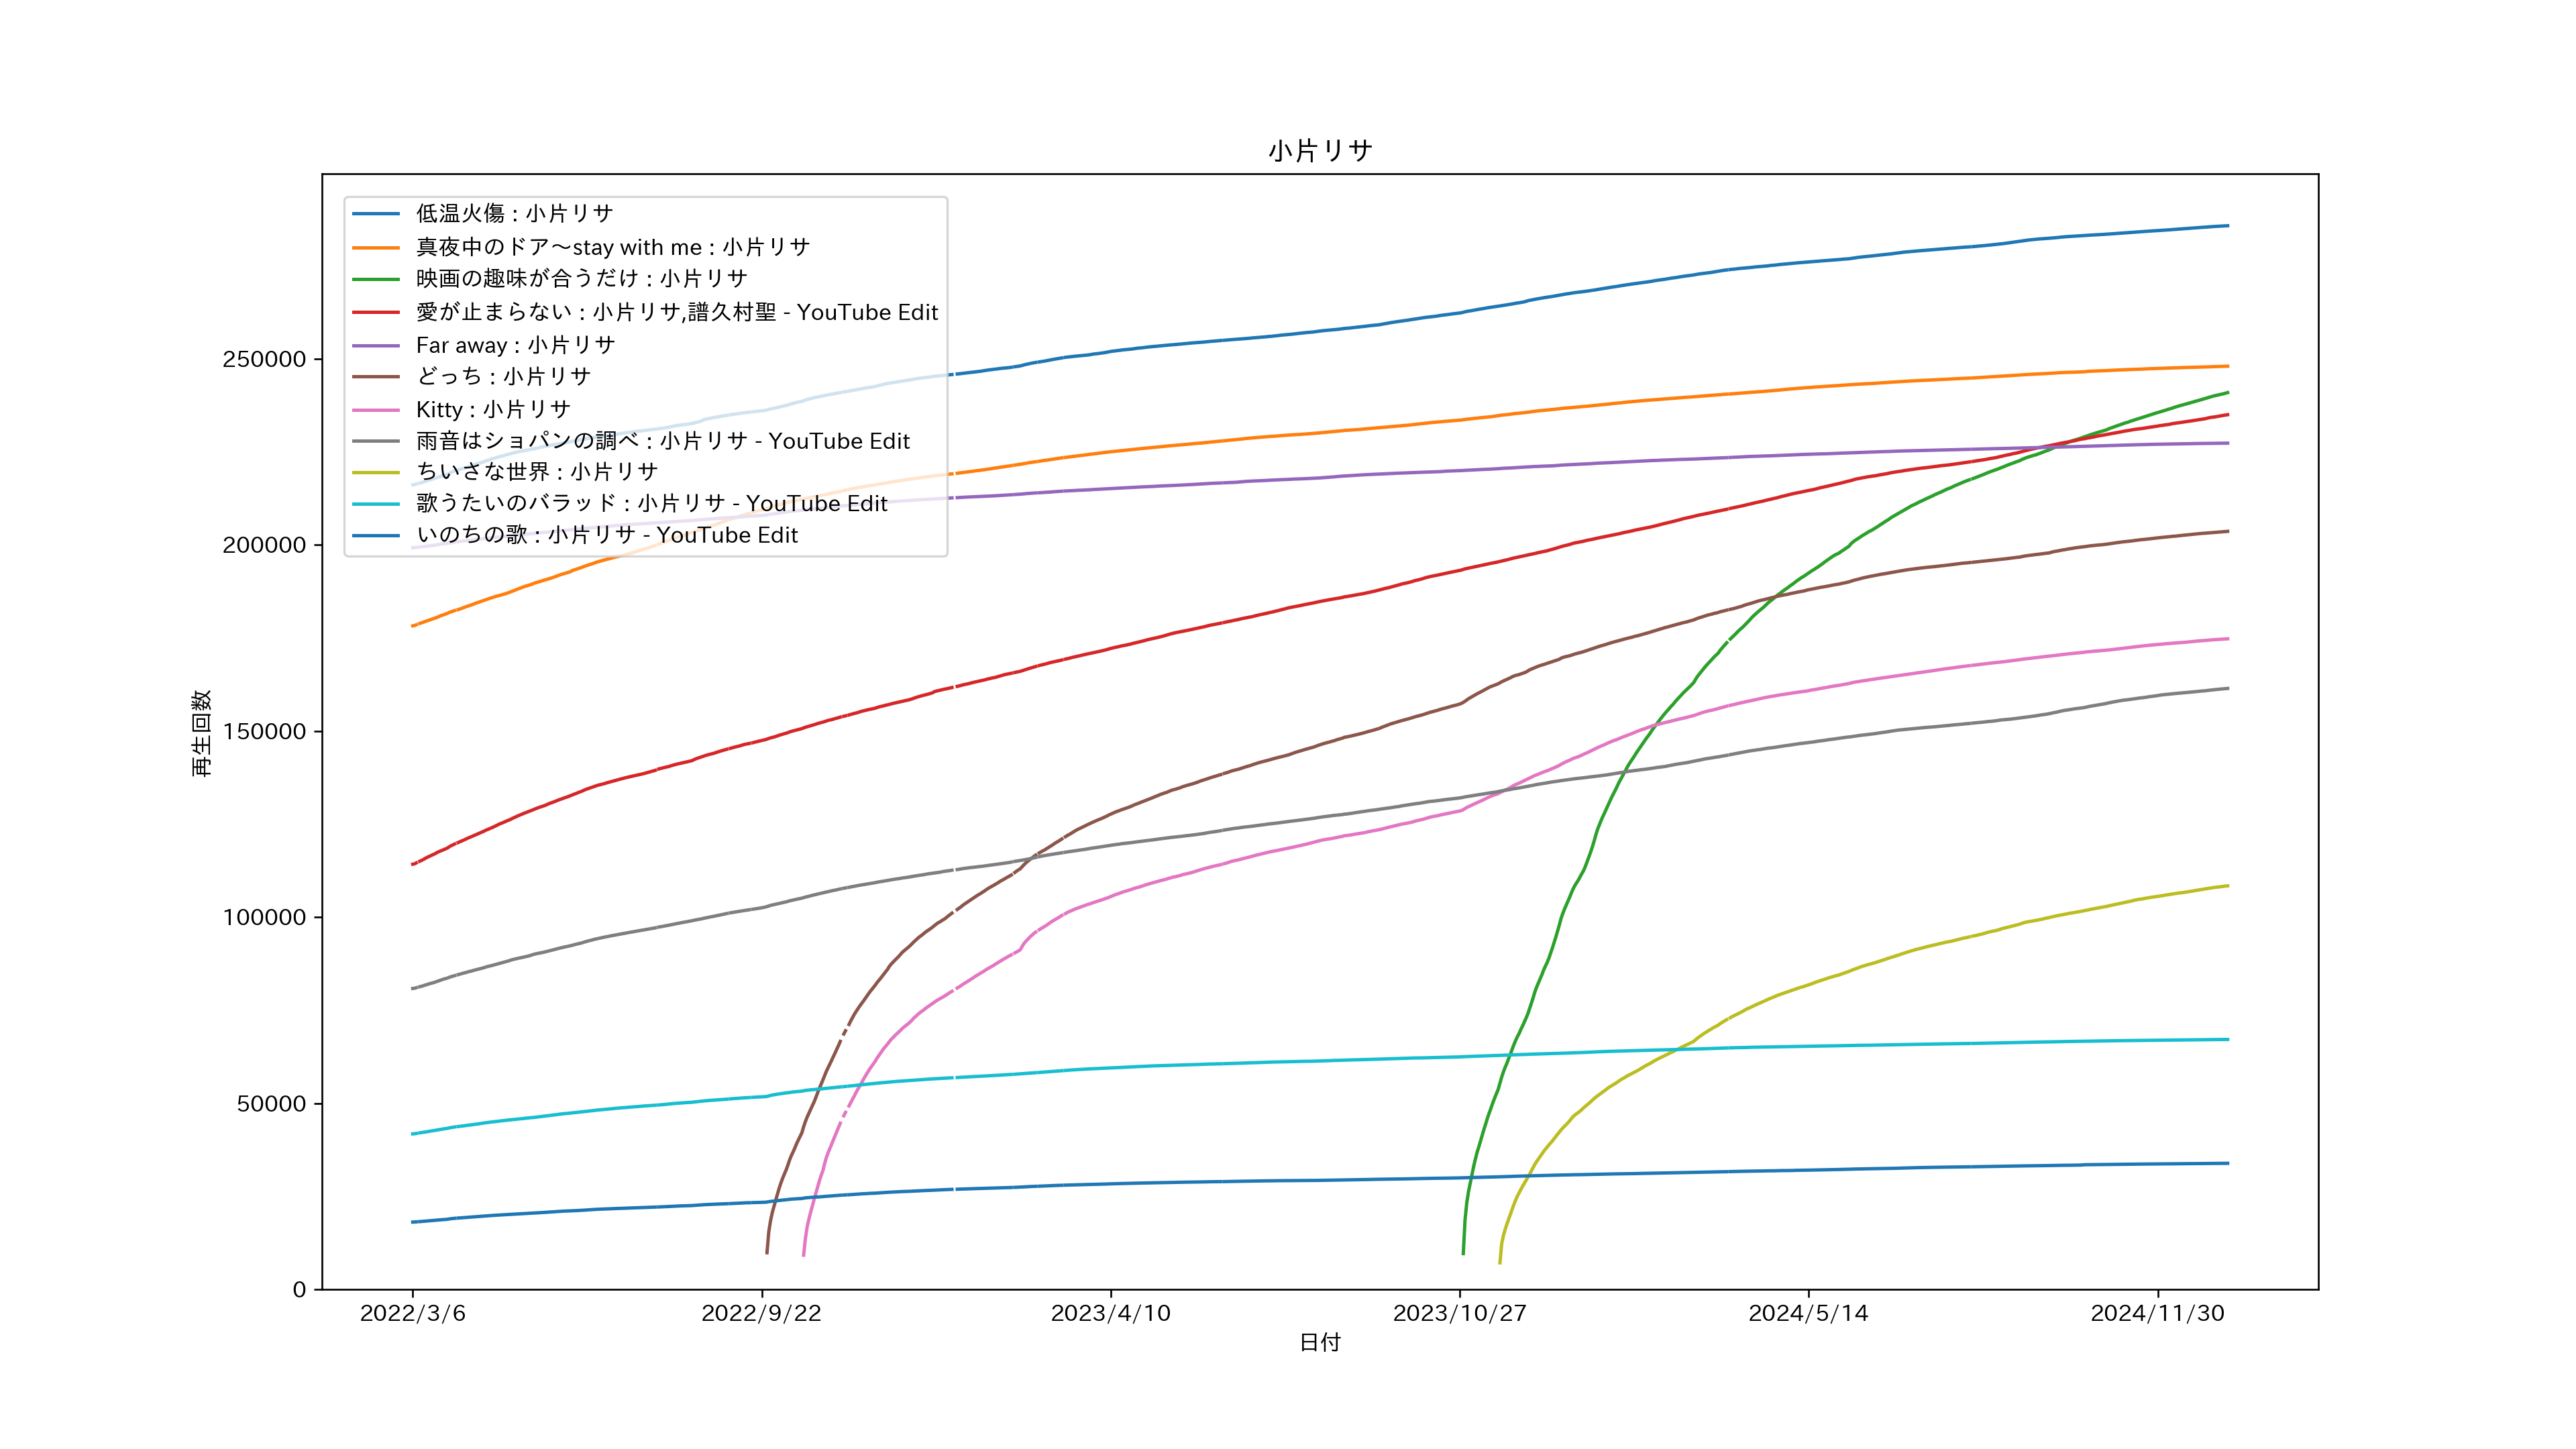 小片リサ
低温火傷 : 小片リサ
真夜中のドア～stay with me : 小片リサ
映画の趣味が合うだけ : 小片リサ
愛が止まらない : 小片リサ,譜久村聖 - YouTube Edit
Far away : 小片リサ
どっち : 小片リサ
Kitty : 小片リサ
雨音はショパンの調べ : 小片リサ - YouTube Edit
ちいさな世界 : 小片リサ
歌うたいのバラッド : 小片リサ - YouTube Edit
いのちの歌 : 小片リサ - YouTube Edit
250000
200000
150000
100000
50000
0
再生回数
2022/3/6
2022/9/22
2023/4/10
2023/10/27
2024/5/14
2024/11/30
日付